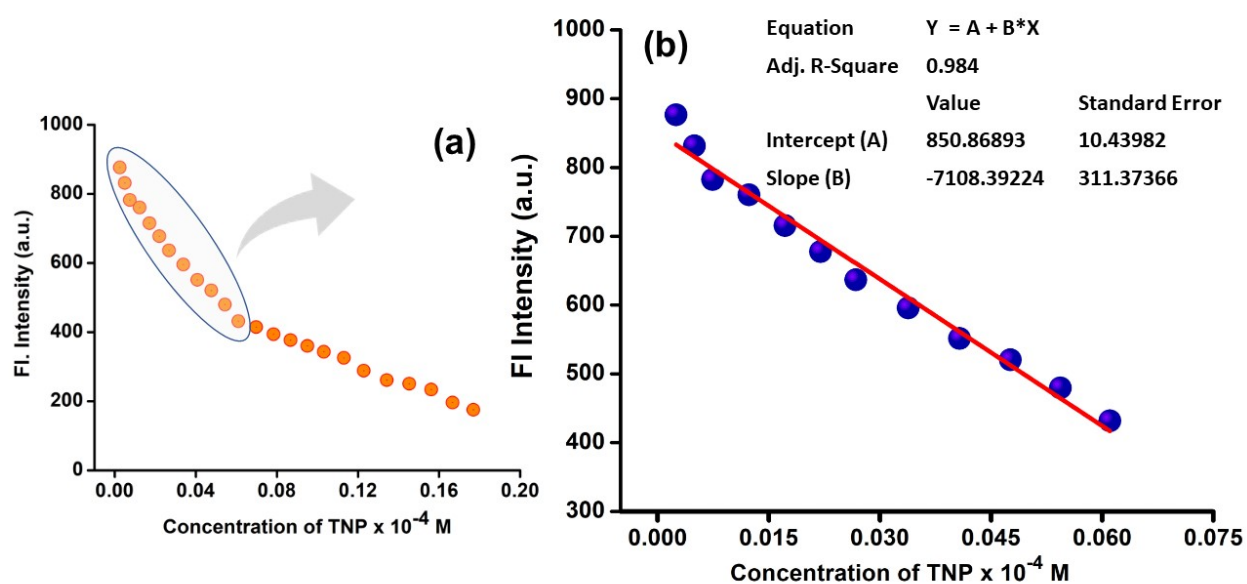 (a)
Fl. Intensity (a.u.)
1000
800
600
400
200
0
0.00 0.04 0.08 0.12 0.16 0.20
Concentration of TNP x 10⁻⁴ M
(b)
Equation Y = A + B*X
Adj. R-Square 0.984
Value Standard Error
Intercept (A) 850.86893 10.43982
Slope (B) -7108.39224 311.37366
FI Intensity (a.u.)
1000
900
800
700
600
500
400
300
0.000 0.015 0.030 0.045 0.060 0.075
Concentration of TNP x 10⁻⁴ M